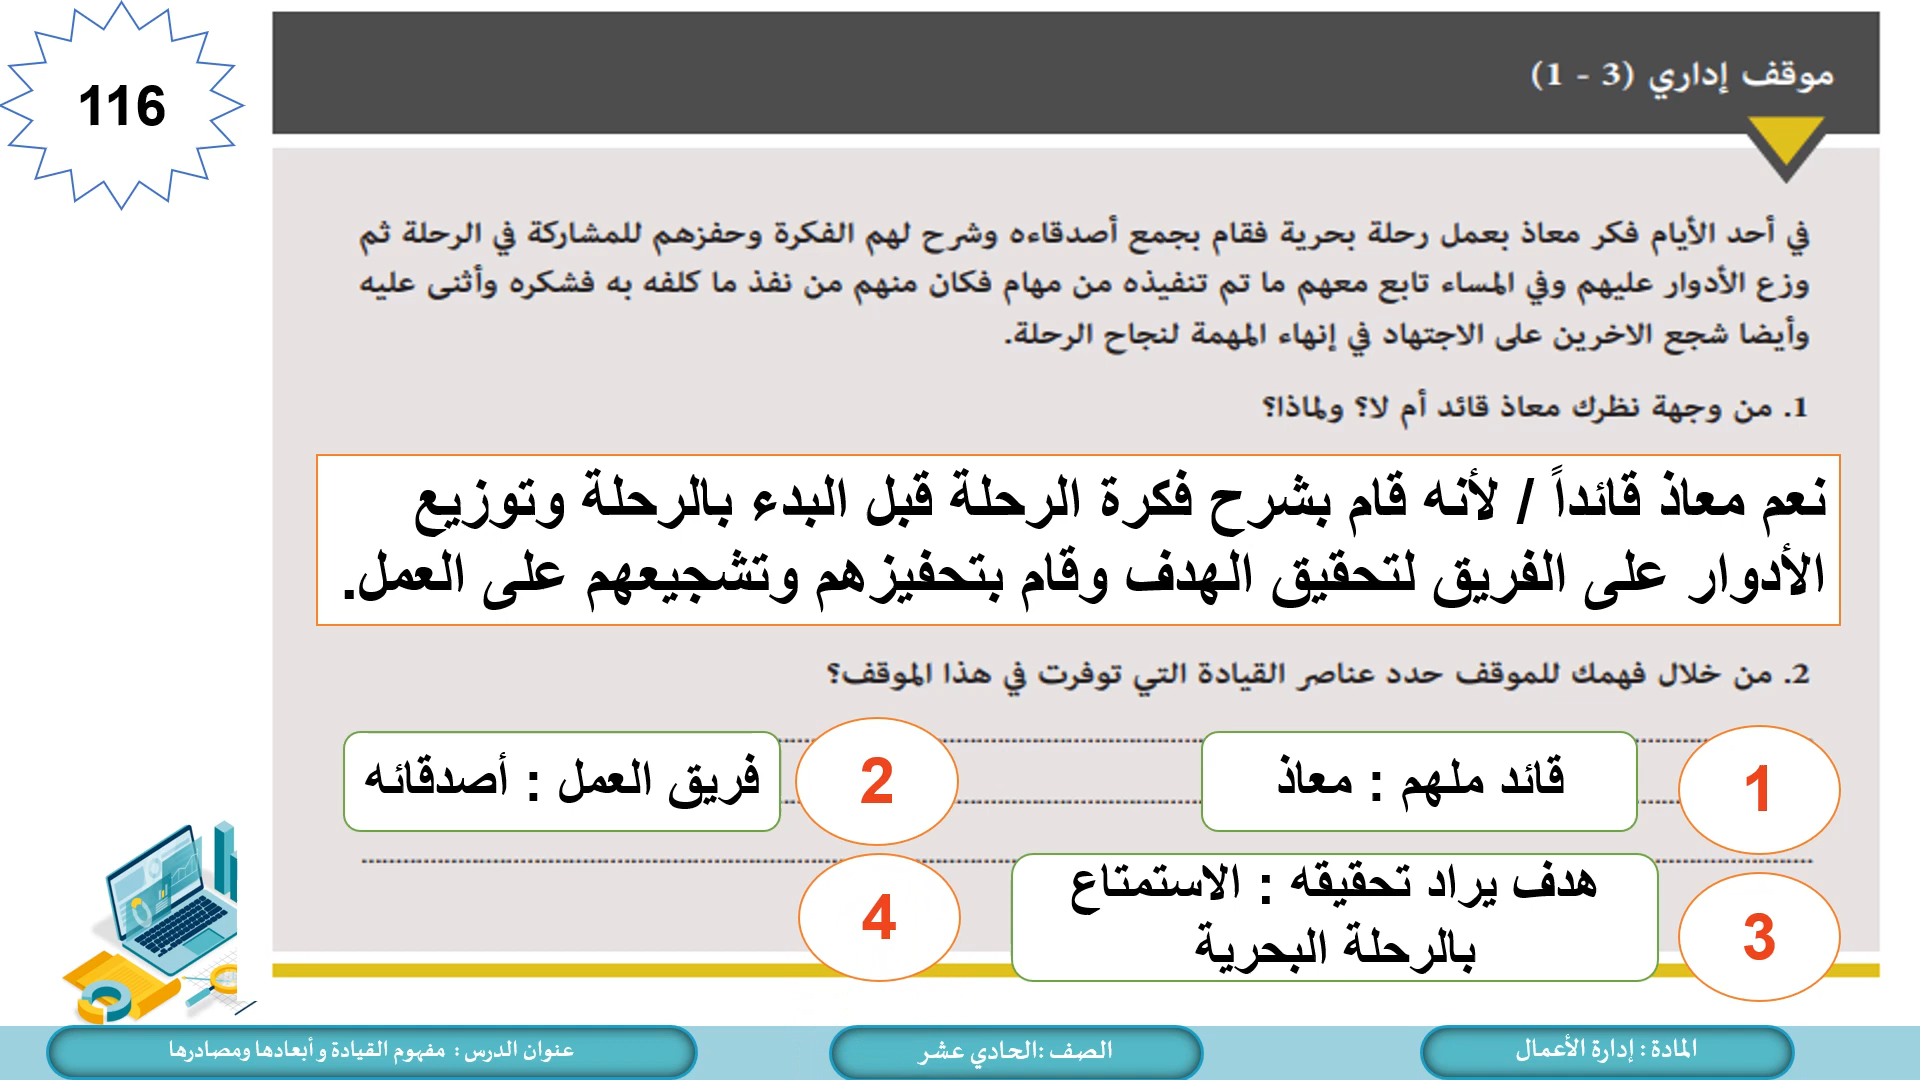 116
موقف إداري (3 - 1)
في أحد الأيام فكر معاذ بعمل رحلة بحرية فقام بجمع أصدقاءه وشرح لهم الفكرة وحفزهم للمشاركة في الرحلة ثم
وزع الأدوار عليهم وفي المساء تابع معهم ما تم تنفيذه من مهام فكان منهم من نفذ ما كلفه به فشكره وأثنى عليه
وأيضا شجع الاخرين على الاجتهاد في إنهاء المهمة لنجاح الرحلة.
1. من وجهة نظرك معاذ قائد أم لا؟ ولماذا؟
نعم معاذ قائداً / لأنه قام بشرح فكرة الرحلة قبل البدء بالرحلة وتوزيع
الأدوار على الفريق لتحقيق الهدف وقام بتحفيزهم وتشجيعهم على العمل.
2. من خلال فهمك للموقف حدد عناصر القيادة التي توفرت في هذا الموقف؟
1
قائد ملهم : معاذ
2
فريق العمل : أصدقائه
3
هدف يراد تحقيقه : الاستمتاع
بالرحلة البحرية
4
المادة : إدارة الأعمال
الصف :الحادي عشر
عنوان الدرس : مفهوم القيادة و أبعادها ومصادرها